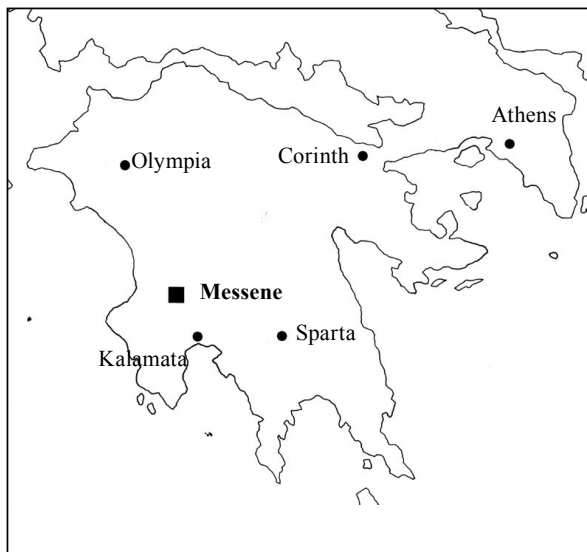 Athens
Corinth
Olympia
Messene
Sparta
Kalamata